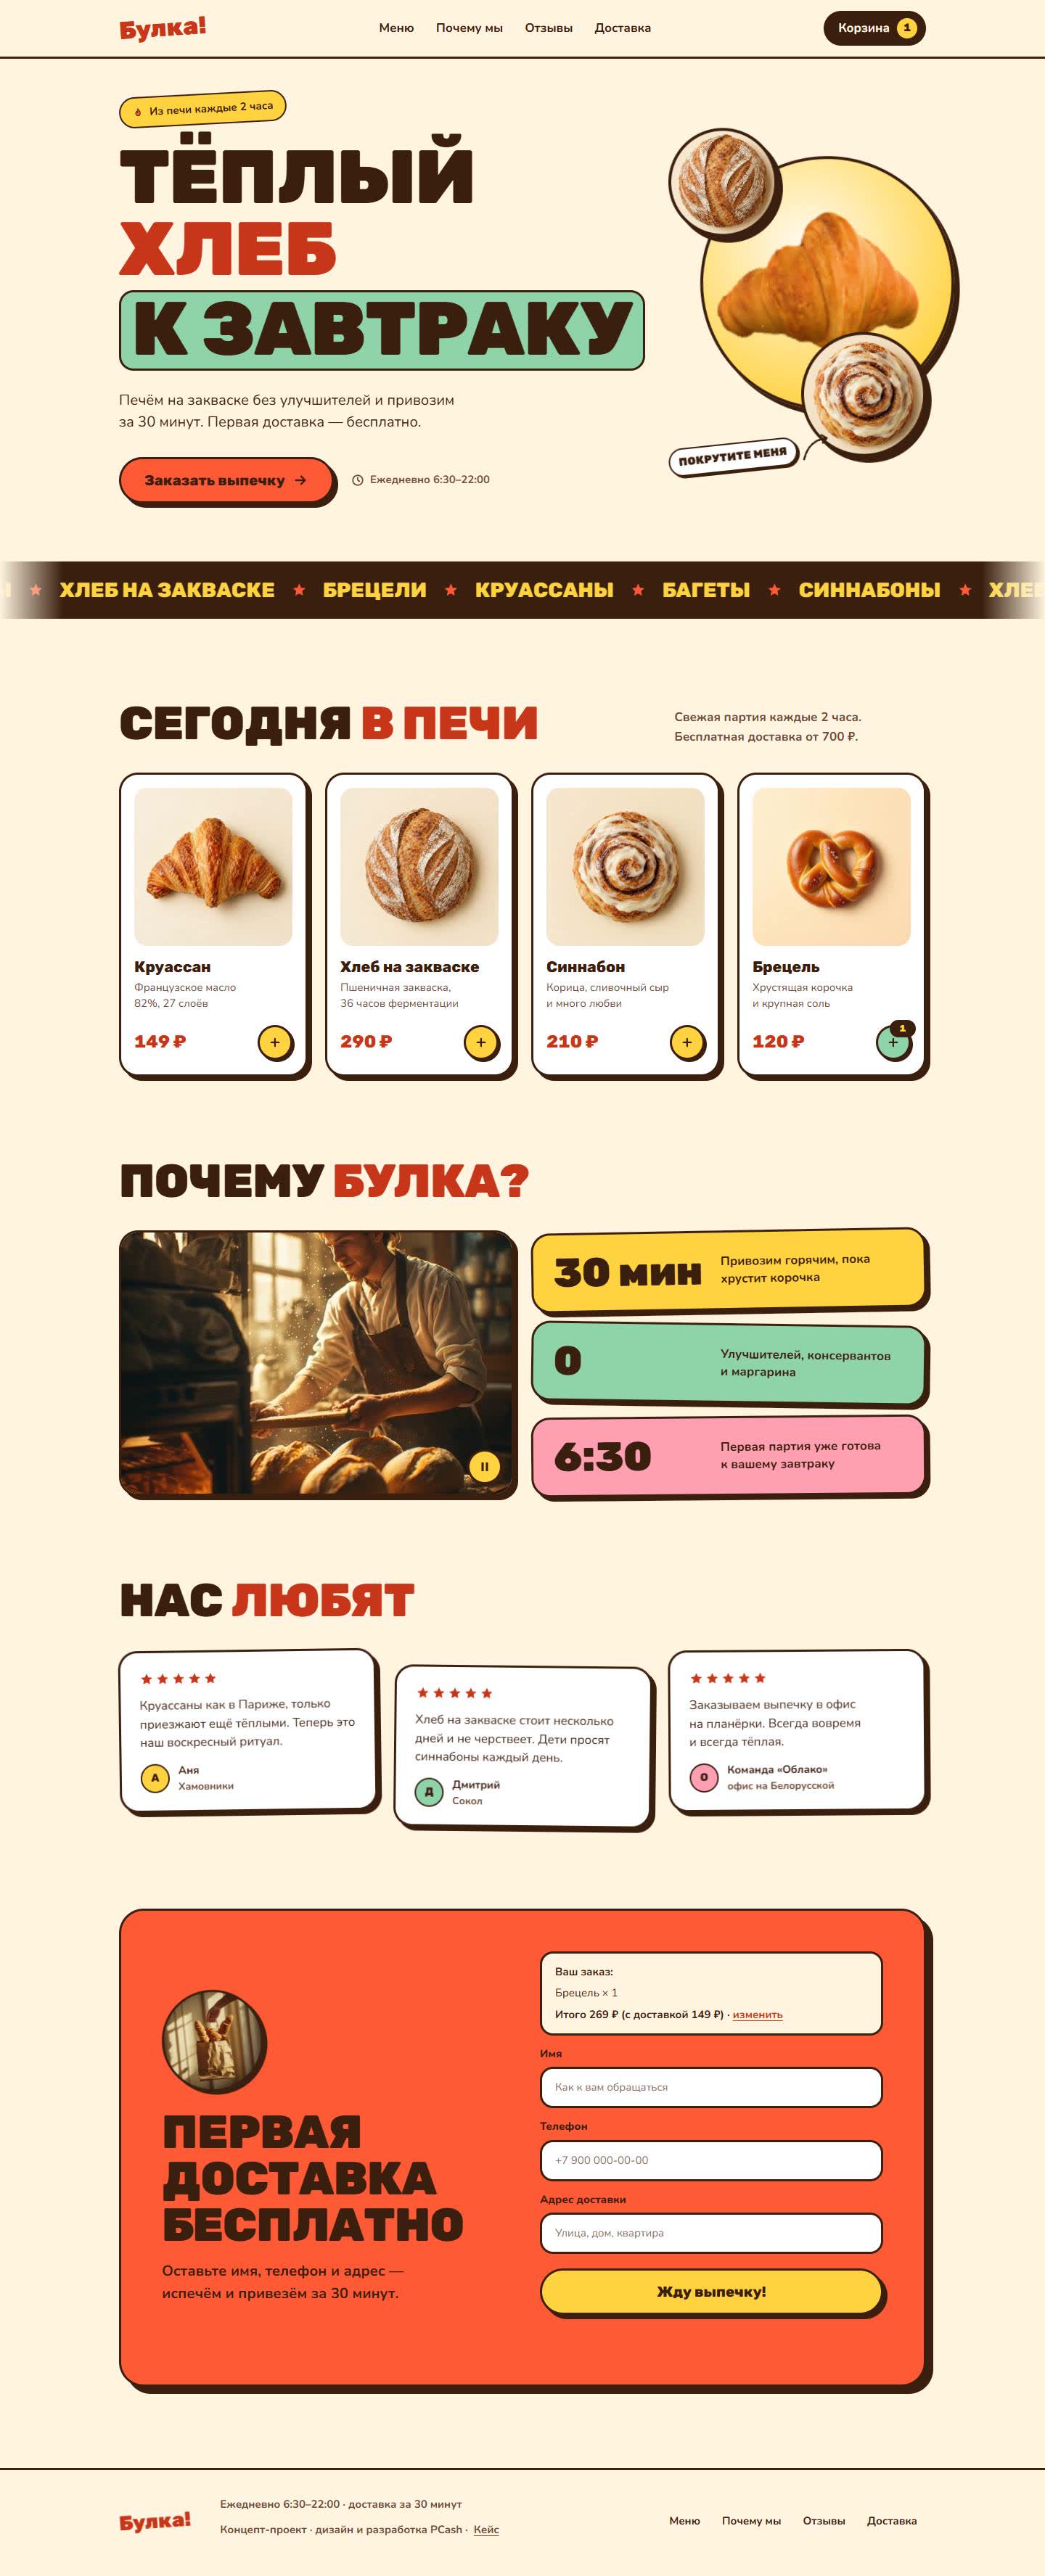 Булка!
Меню
Почему мы
Отзывы
Доставка
Корзина 1
Из печи каждые 2 часа
ТЁПЛЫЙ
ХЛЕБ
К ЗАВТРАКУ
Печём на закваске без улучшителей и привозим
за 30 минут. Первая доставка — бесплатно.
Заказать выпечку →
Ежедневно 6:30–22:00
ПОКРУТИТЕ МЕНЯ
ХЛЕБ НА ЗАКВАСКЕ ★ БРЕЦЕЛИ ★ КРУАССАНЫ ★ БАГЕТЫ ★ СИННАБОНЫ ★
СЕГОДНЯ В ПЕЧИ
Свежая партия каждые 2 часа.
Бесплатная доставка от 700 ₽.
Круассан
Французское масло
82%, 27 слоёв
149 ₽
+
Хлеб на закваске
Пшеничная закваска,
36 часов ферментации
290 ₽
+
Синнабон
Корица, сливочный сыр
и много любви
210 ₽
+
Брецель
Хрустящая корочка
и крупная соль
120 ₽
+
1
ПОЧЕМУ БУЛКА?
30 мин
Привозим горячим, пока
хрустит корочка
0
Улучшителей, консервантов
и маргарина
6:30
Первая партия уже готова
к вашему завтраку
НАС ЛЮБЯТ
★ ★ ★ ★ ★
Круассаны как в Париже, только
приезжают ещё тёплыми. Теперь это
наш воскресный ритуал.
А
Аня
Хамовники
★ ★ ★ ★ ★
Хлеб на закваске стоит несколько
дней и не черствеет. Дети просят
синнабоны каждый день.
Д
Дмитрий
Сокол
★ ★ ★ ★ ★
Заказываем выпечку в офис
на планёрки. Всегда вовремя
и всегда тёплая.
О
Команда «Облако»
офис на Белорусской
ПЕРВАЯ
ДОСТАВКА
БЕСПЛАТНО
Оставьте имя, телефон и адрес —
испечём и привезём за 30 минут.
Ваш заказ:
Брецель × 1
Итого 269 ₽ (с доставкой 149 ₽) · изменить
Имя
Как к вам обращаться
Телефон
+7 900 000-00-00
Адрес доставки
Улица, дом, квартира
Жду выпечку!
Булка!
Ежедневно 6:30–22:00 · доставка за 30 минут
Концепт-проект · дизайн и разработка PCash · Кейс
Меню
Почему мы
Отзывы
Доставка